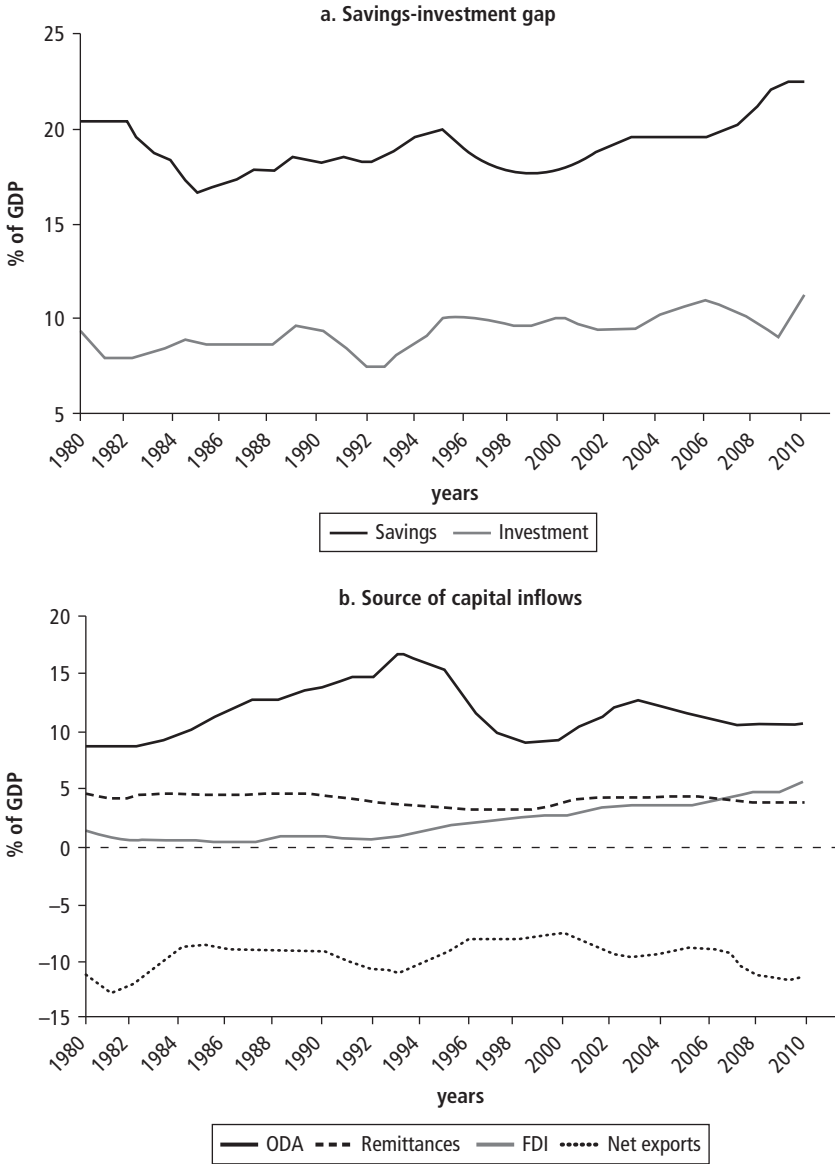 a. Savings-investment gap
25
20
15
10
5
% of GDP
1980 1982 1984 1986 1988 1990 1992 1994 1996 1998 2000 2002 2004 2006 2008 2010
years
Savings Investment
b. Source of capital inflows
20
15
10
5
0
–5
–10
–15
% of GDP
1980 1982 1984 1986 1988 1990 1992 1994 1996 1998 2000 2002 2004 2006 2008 2010
years
ODA Remittances FDI Net exports